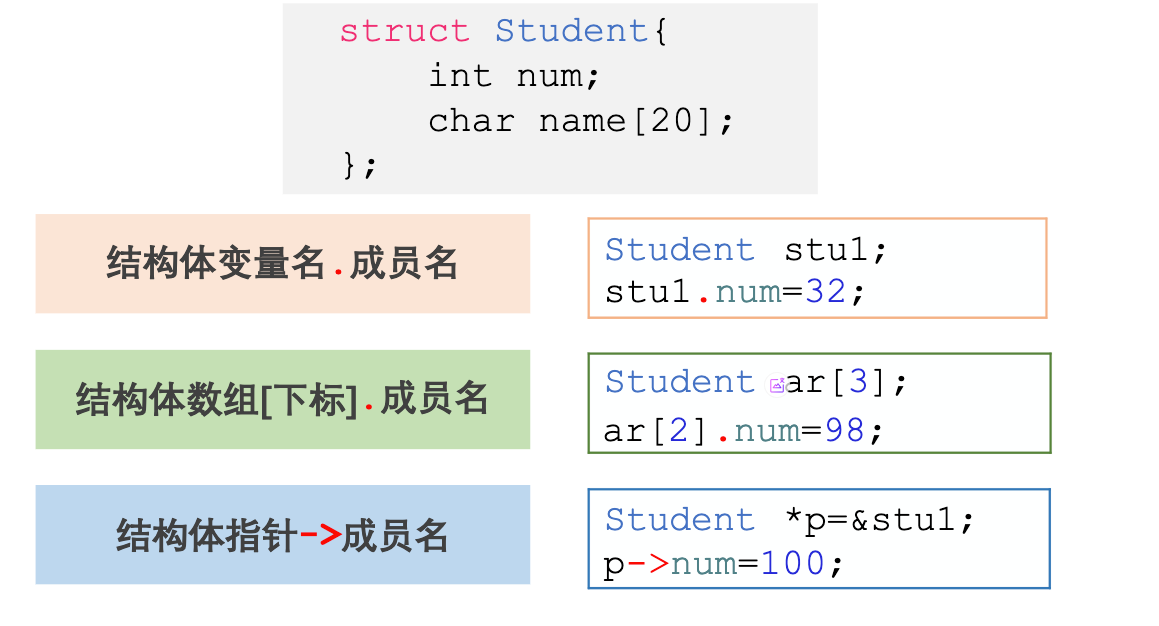 struct Student{
int num;
char name[20];
};
结构体变量名.成员名
Student stu1;
stu1.num=32;
结构体数组[下标].成员名
Student ar[3];
ar[2].num=98;
结构体指针->成员名
Student *p=&stu1;
p->num=100;